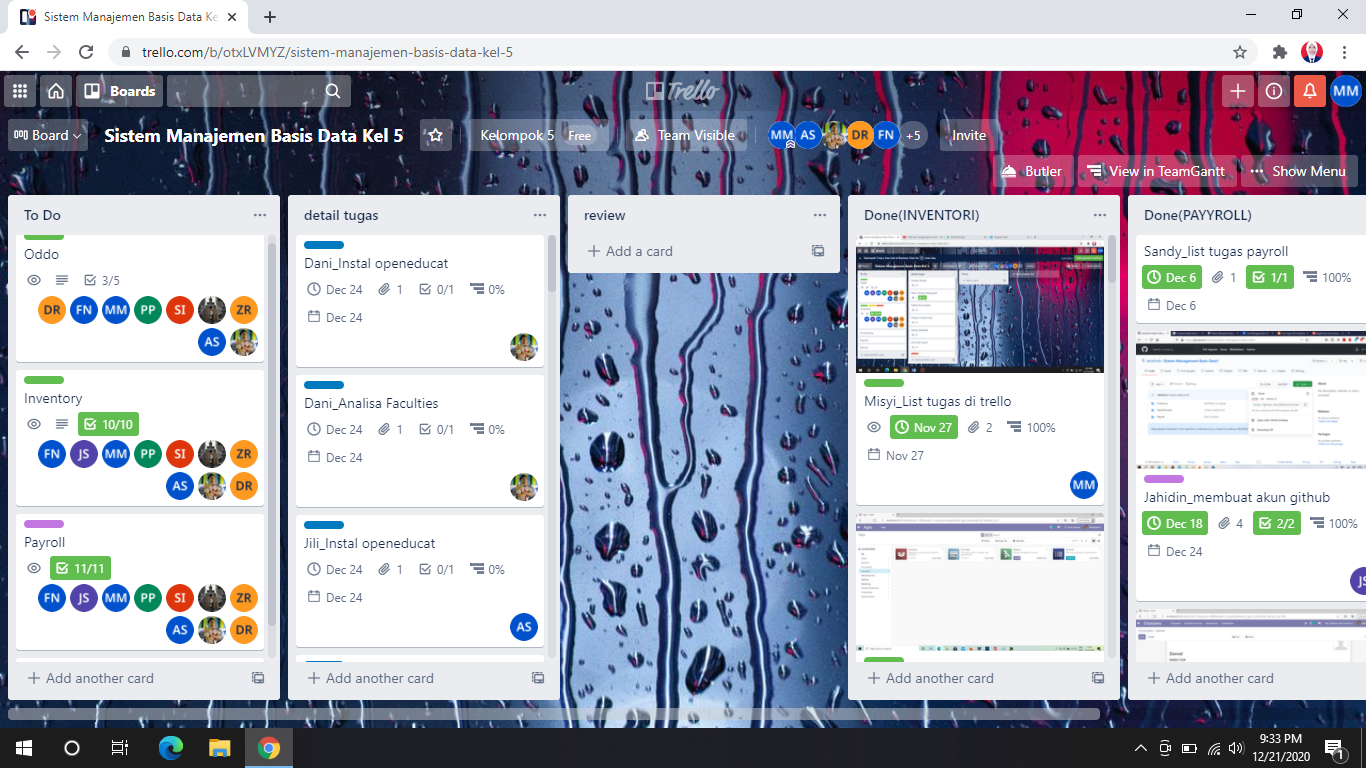 Sistem Manajemen Basis Data Ke
trello.com/b/otxLVMYZ/sistem-manajemen-basis-data-kel-5
Boards
Trello
MM
Board
Sistem Manajemen Basis Data Kel 5
Kelompok 5 Free
Team Visible
MM AS DR FN +5
Invite
Butler
View in TeamGantt
Show Menu
To Do
Oddo
3/5
DR FN MM PP SI ZR
AS
Inventory
10/10
FN JS MM PP SI ZR
AS DR
Payroll
11/11
FN JS MM PP SI ZR
AS DR
+ Add another card
detail tugas
Dani_Instal openeducat
Dec 24 1 0/1 0%
Dec 24
Dani_Analisa Faculties
Dec 24 1 0/1 0%
Dec 24
Jili_Instal openeducat
Dec 24 1 0/1 0%
Dec 24
AS
+ Add another card
review
+ Add a card
Done(INVENTORI)
Misyi_List tugas di trello
Nov 27 2 100%
Nov 27
MM
+ Add another card
Done(PAYYROLL)
Sandy_list tugas payroll
Dec 6 1 1/1 100%
Dec 6
Jahidin_membuat akun github
Dec 18 4 2/2 100%
Dec 24
JS
+ Add another card
9:33 PM
12/21/2020
1